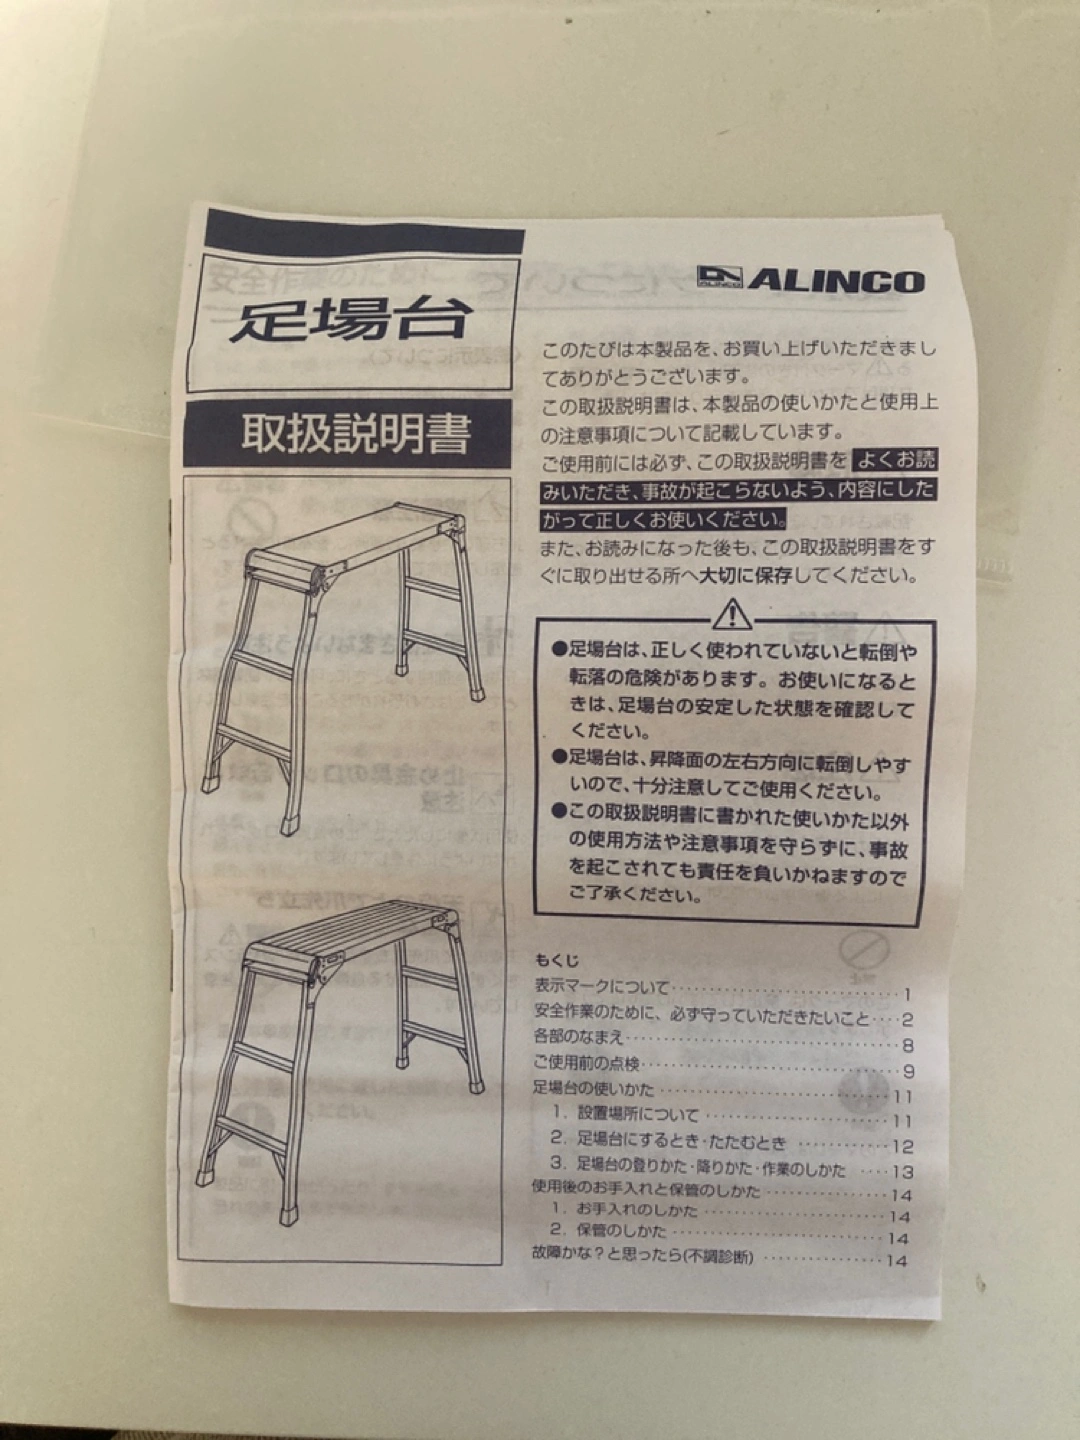 足場台
取扱説明書
ALINCO
ALINCO
このたびは本製品を、お買い上げいただきまし
てありがとうございます。
この取扱説明書は、本製品の使いかたと使用上
の注意事項について記載しています。
ご使用前には必ず、この取扱説明書を よくお読
みいただき、事故が起こらないよう、内容にした
がって正しくお使いください。
また、お読みになった後も、この取扱説明書をす
ぐに取り出せる所へ大切に保存してください。
●足場台は、正しく使われていないと転倒や
転落の危険があります。お使いになると
きは、足場台の安定した状態を確認して
ください。
●足場台は、昇降面の左右方向に転倒しやす
いので、十分注意してご使用ください。
●この取扱説明書に書かれた使いかた以外
の使用方法や注意事項を守らずに、事故
を起こされても責任を負いかねますので
ご了承ください。
もくじ
表示マークについて・・・・・・・・・・・・・・・・・・・・1
安全作業のために、必ず守っていただきたいこと・・・・2
各部のなまえ・・・・・・・・・・・・・・・・・・・・・・・・8
ご使用前の点検・・・・・・・・・・・・・・・・・・・・・・・9
足場台の使いかた・・・・・・・・・・・・・・・・・・・・・11
1. 設置場所について・・・・・・・・・・・・・・・・・11
2. 足場台にするとき・たたむとき・・・・・・・・・・12
3. 足場台の登りかた・降りかた・作業のしかた・・・・13
使用後のお手入れと保管のしかた・・・・・・・・・・・・14
1. お手入れのしかた・・・・・・・・・・・・・・・・・14
2. 保管のしかた・・・・・・・・・・・・・・・・・・・14
故障かな？と思ったら(不調診断)・・・・・・・・・・・・14